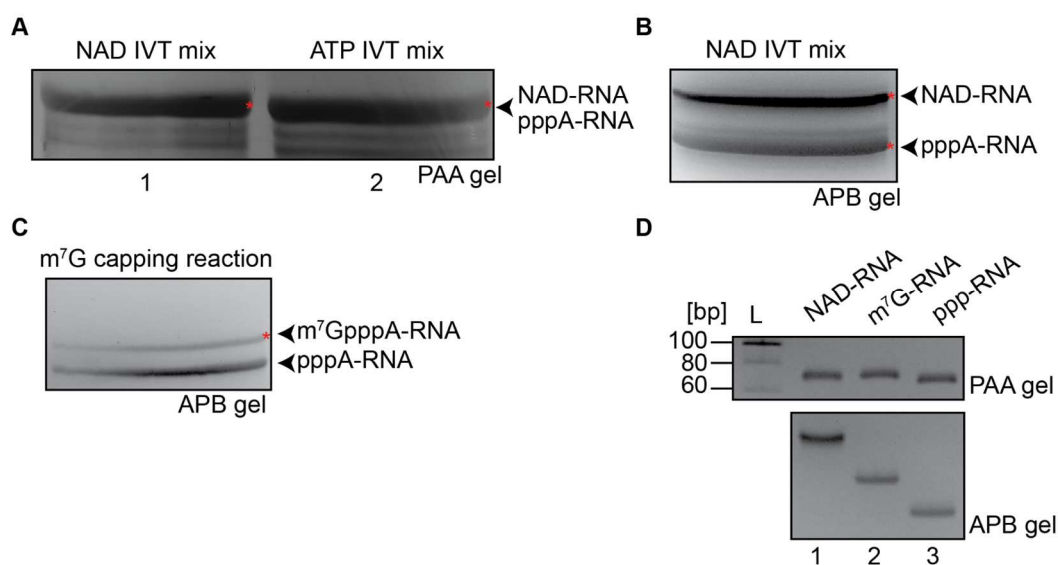 A
NAD IVT mix
ATP IVT mix
NAD-RNA
pppA-RNA
1
2
PAA gel
B
NAD IVT mix
NAD-RNA
pppA-RNA
APB gel
C
m⁷G capping reaction
m⁷GpppA-RNA
pppA-RNA
APB gel
D
[bp]
L
NAD-RNA
m⁷G-RNA
ppp-RNA
100
80
60
PAA gel
APB gel
1
2
3